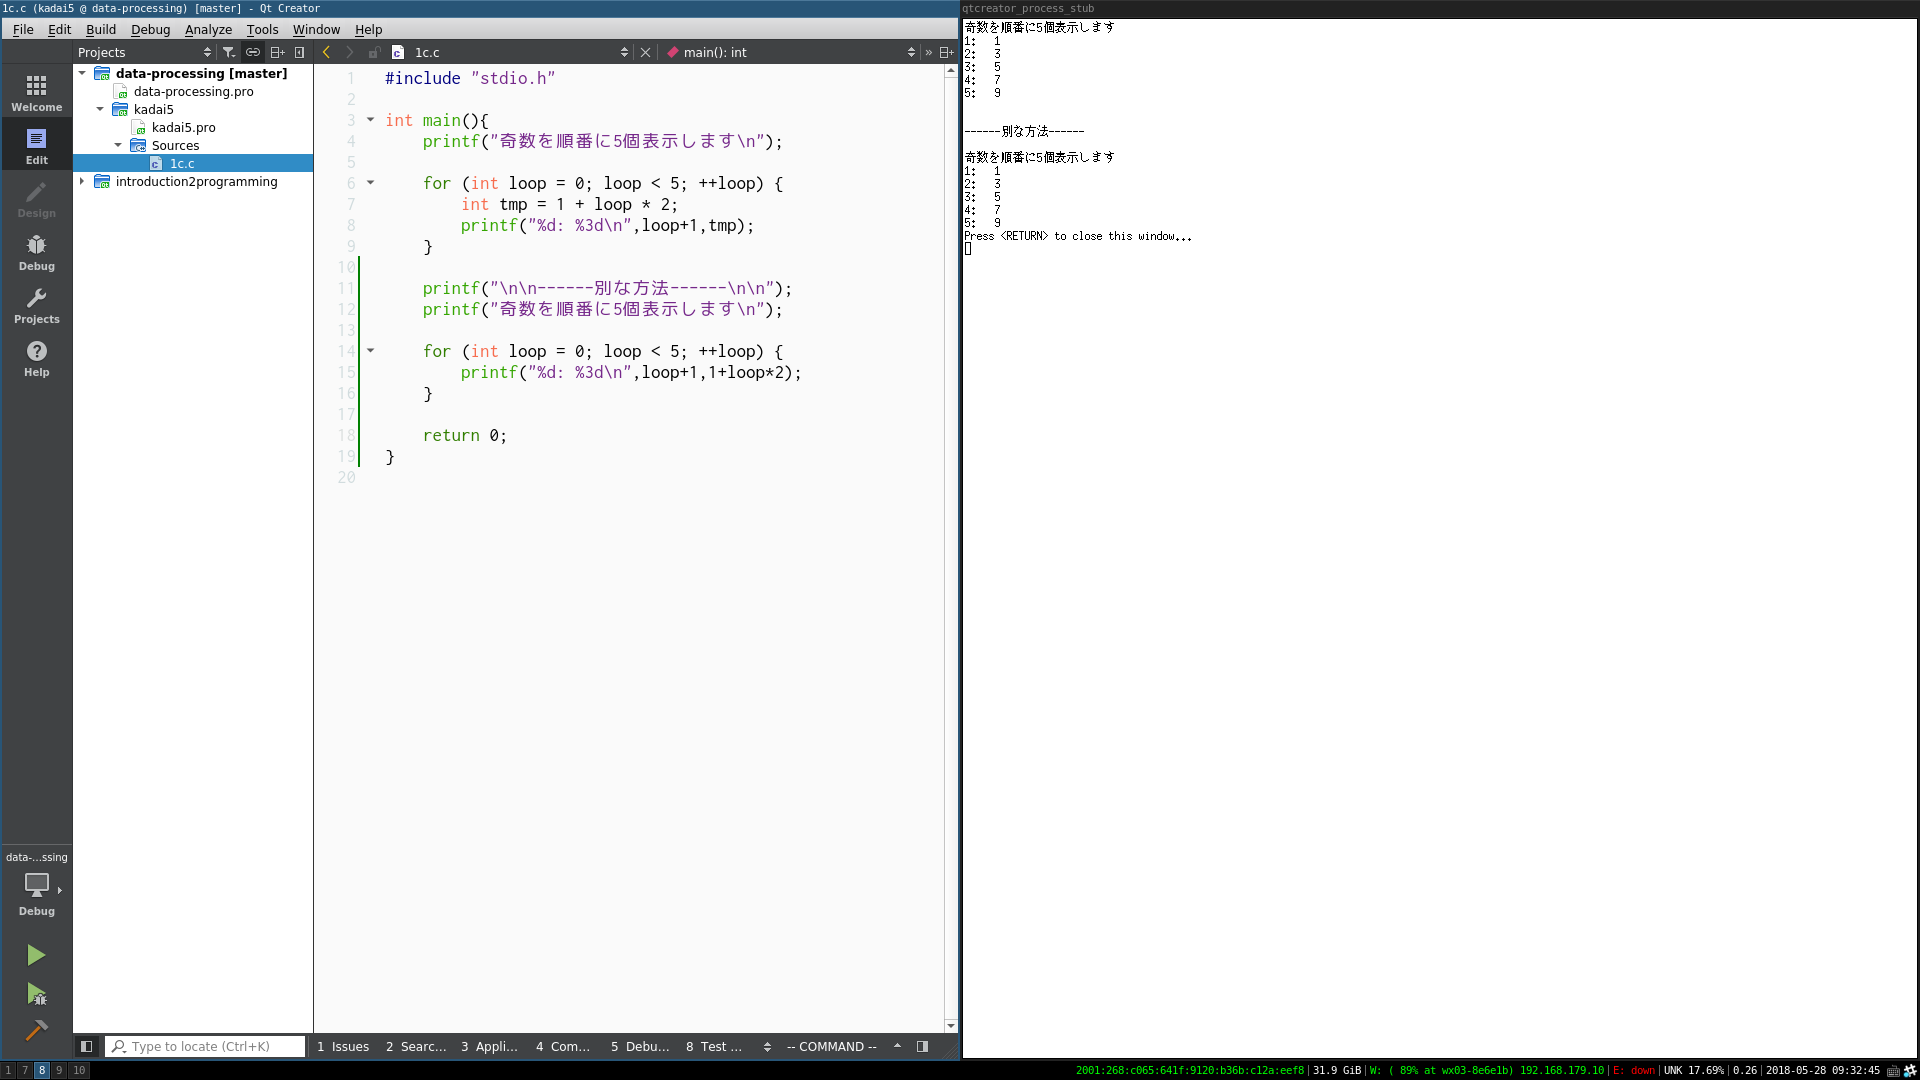 1c.c (kadai5 @ data-processing) [master] - Qt Creator
File Edit Build Debug Analyze Tools Window Help
Projects
1c.c
main(): int
»
Welcome
Edit
Design
Debug
Projects
Help
data-processing [master]
data-processing.pro
kadai5
kadai5.pro
Sources
1c.c
introduction2programming
1 #include "stdio.h"
2
3 int main(){
4 printf("奇数を順番に5個表示します\n");
5
6 for (int loop = 0; loop < 5; ++loop) {
7 int tmp = 1 + loop * 2;
8 printf("%d: %3d\n",loop+1,tmp);
9 }
10
11 printf("\n\n------別な方法------\n\n");
12 printf("奇数を順番に5個表示します\n");
13
14 for (int loop = 0; loop < 5; ++loop) {
15 printf("%d: %3d\n",loop+1,1+loop*2);
16 }
17
18 return 0;
19 }
20
data-...ssing
Debug
Type to locate (Ctrl+K)
1 Issues 2 Searc... 3 Appli... 4 Com... 5 Debu... 8 Test ... -- COMMAND --
qtcreator_process_stub
奇数を順番に5個表示します
1: 1
2: 3
3: 5
4: 7
5: 9
------別な方法------
奇数を順番に5個表示します
1: 1
2: 3
3: 5
4: 7
5: 9
Press <RETURN> to close this window...
1 7 8 9 10
2001:268:c065:641f:9120:b36b:c12a:eef8|31.9 GiB|W: ( 89% at wx03-8e6e1b) 192.168.179.10|E: down|UNK 17.69%|0.26|2018-05-28 09:32:45